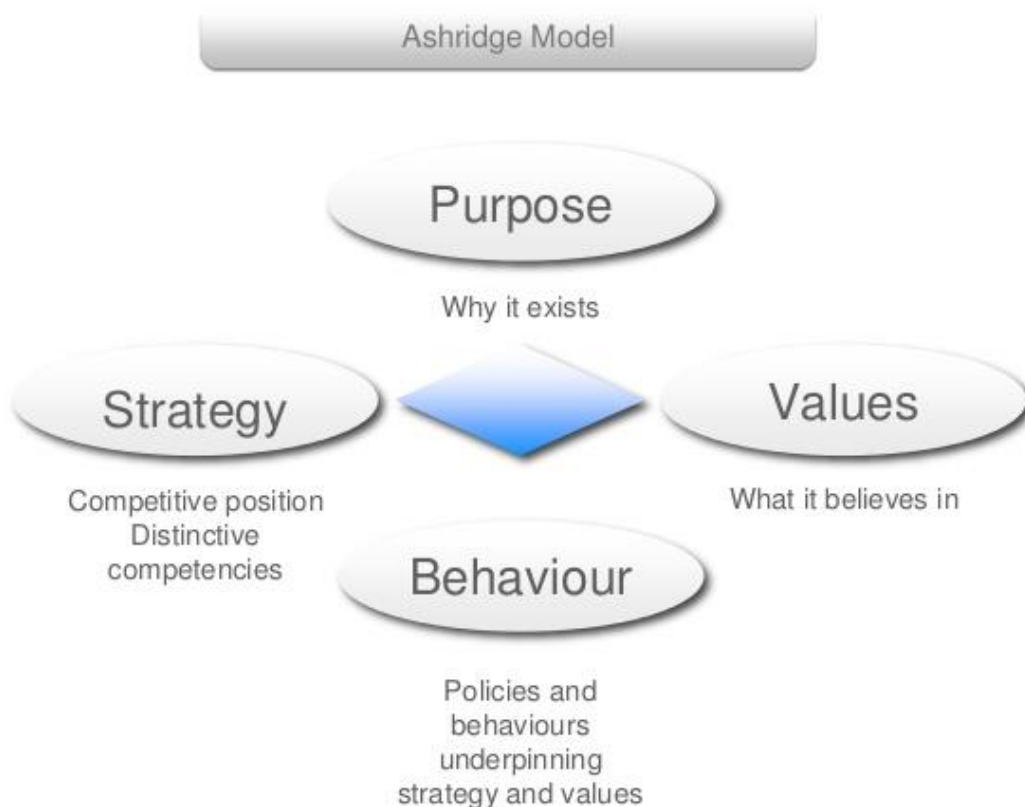 Ashridge Model
Purpose
Why it exists
Strategy
Competitive position
Distinctive
competencies
Values
What it believes in
Behaviour
Policies and
behaviours
underpinning
strategy and values